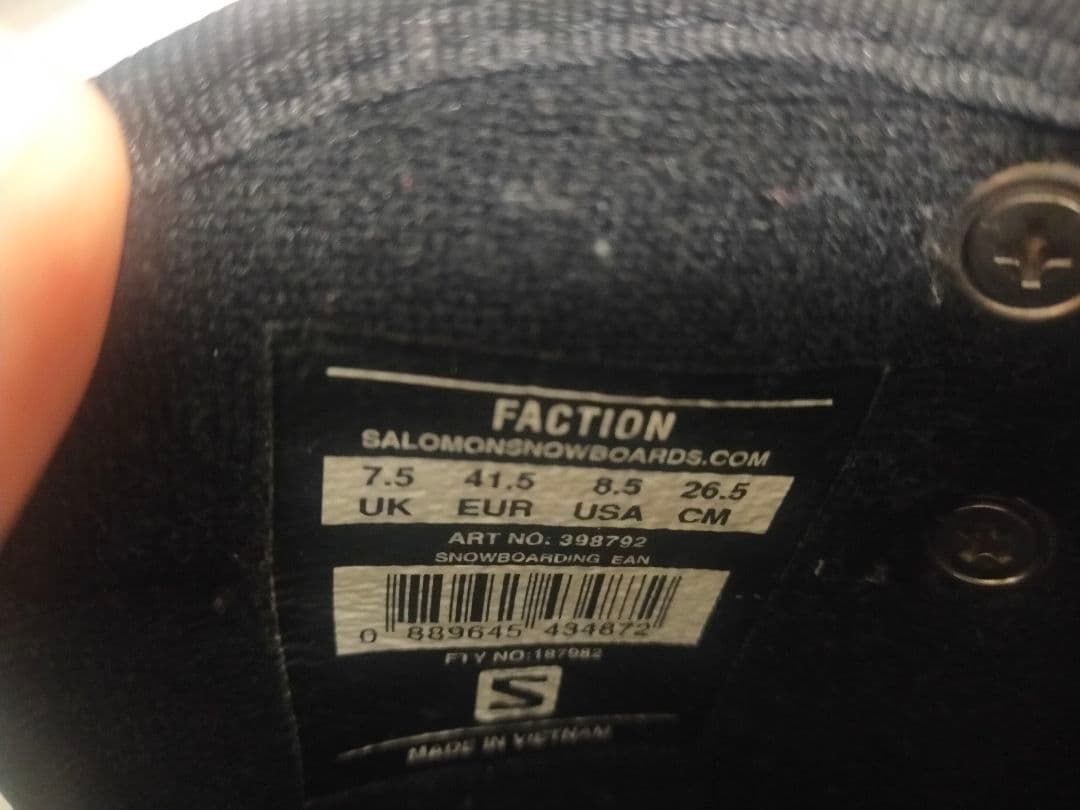 FACTION
SALOMONSNOWBOARDS.COM
7.5 41.5 8.5 26.5
UK EUR USA CM
ART NO: 398792
SNOWBOARDING EAN
0 889645 434872
FTY NO:187982
S
MADE IN VIETNAM